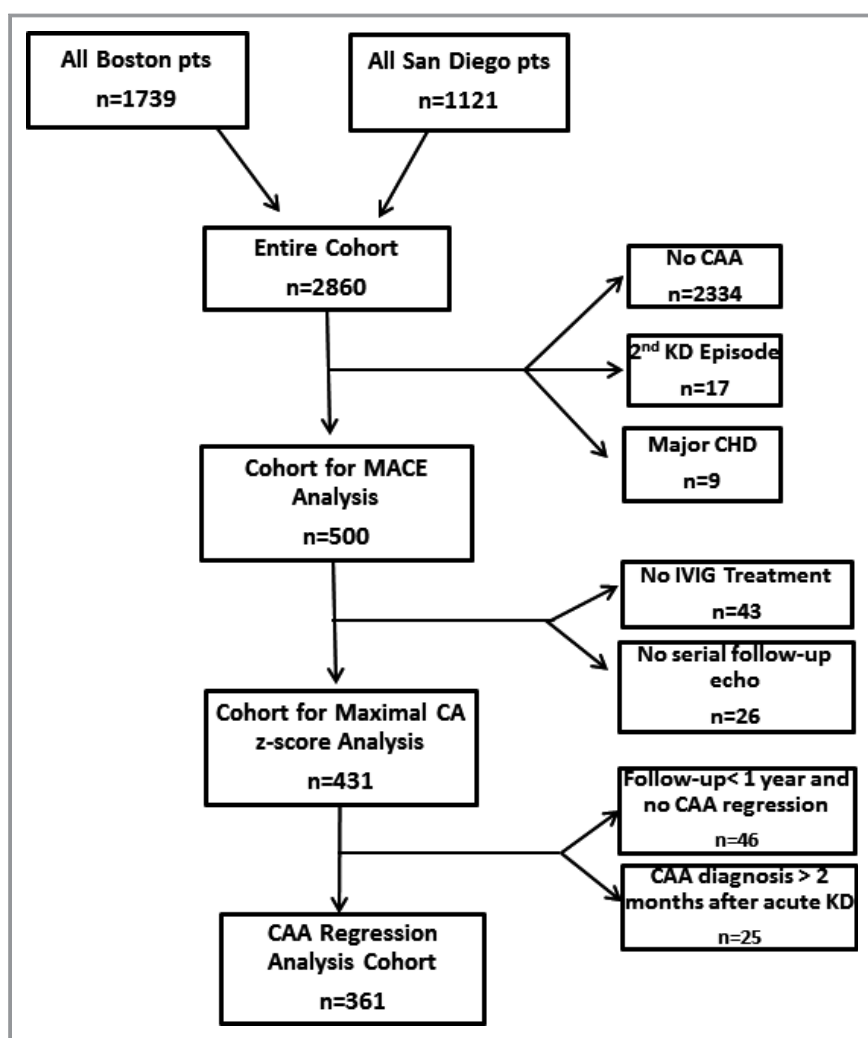 All Boston pts
n=1739
All San Diego pts
n=1121
Entire Cohort
n=2860
No CAA
n=2334
2nd KD Episode
n=17
Major CHD
n=9
Cohort for MACE
Analysis
n=500
No IVIG Treatment
n=43
No serial follow-up
echo
n=26
Cohort for Maximal CA
z-score Analysis
n=431
Follow-up< 1 year and
no CAA regression
n=46
CAA diagnosis > 2
months after acute KD
n=25
CAA Regression
Analysis Cohort
n=361